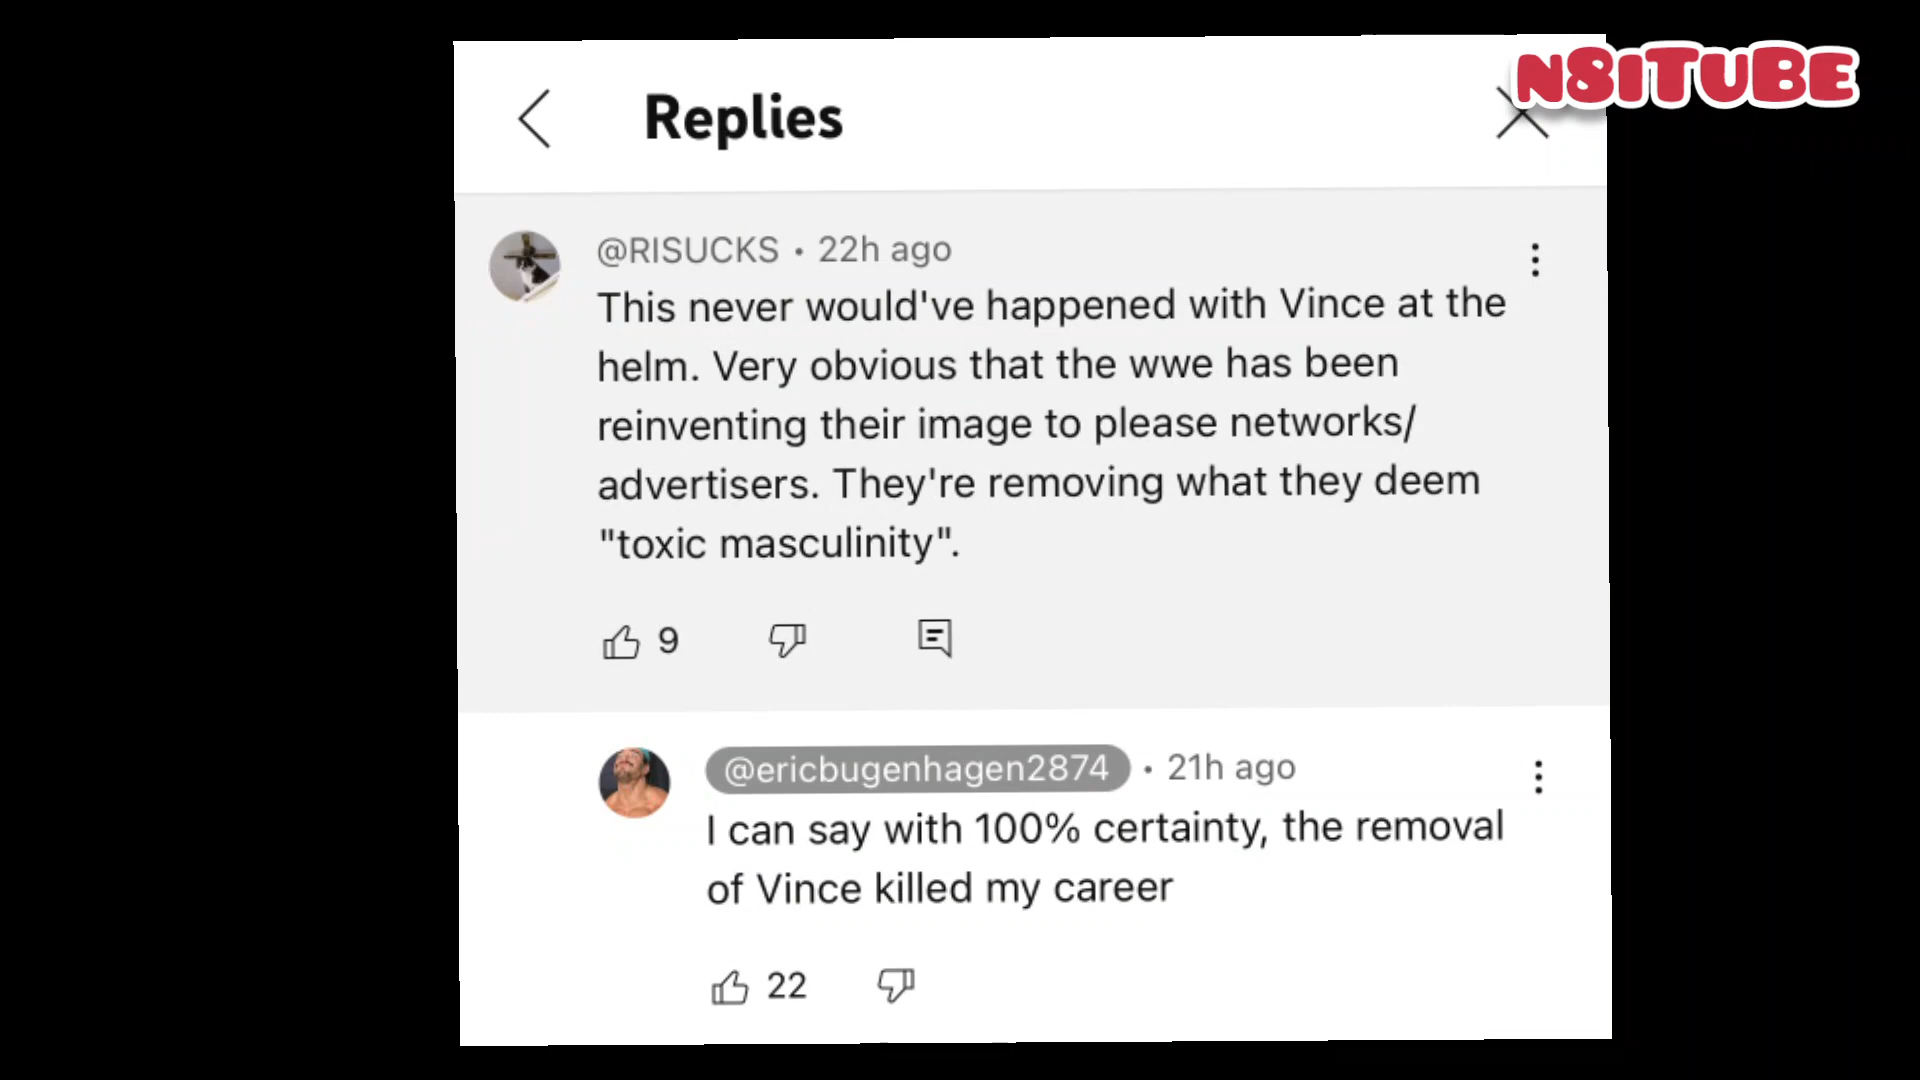 N8iTUBE
Replies
@RISUCKS • 22h ago
This never would've happened with Vince at the
helm. Very obvious that the wwe has been
reinventing their image to please networks/
advertisers. They're removing what they deem
"toxic masculinity".
9
@ericbugenhagen2874 • 21h ago
I can say with 100% certainty, the removal
of Vince killed my career
22